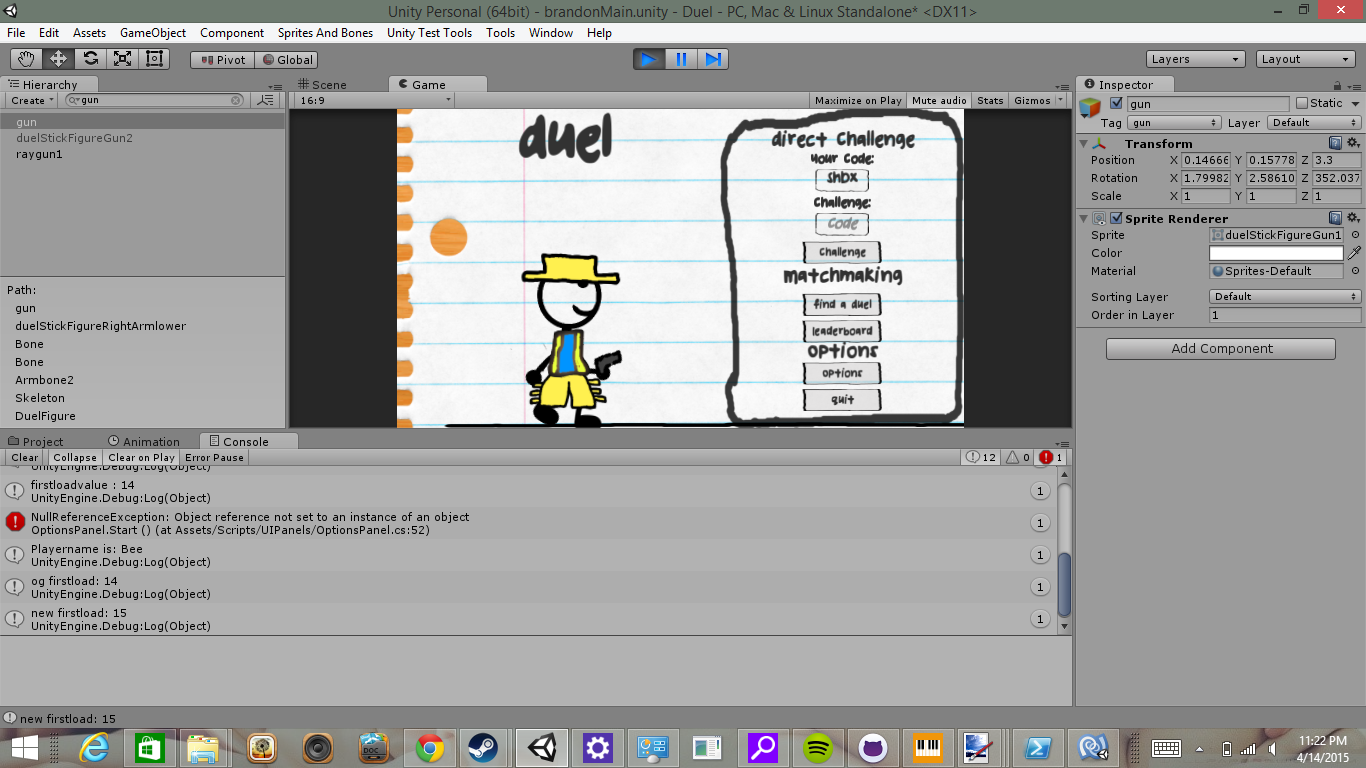 Unity Personal (64bit) - brandonMain.unity - Duel - PC, Mac & Linux Standalone* <DX11>
File Edit Assets GameObject Component Sprites And Bones Unity Test Tools Tools Window Help
Pivot Global Layers Layout
Hierarchy
Create gun
gun
duelStickFigureGun2
raygun1
Path:
gun
duelStickFigureRightArmlower
Bone
Bone
Armbone2
Skeleton
DuelFigure
Scene Game
16:9 Maximize on Play Mute audio Stats Gizmos
duel
direct Challenge
Your Code:
shbx
Challenge:
Code
Challenge
matchmaking
find a duel
leaderboard
options
options
quit
Inspector
gun Static
Tag gun Layer Default
Transform
Position X 0.14666 Y 0.15778 Z 3.3
Rotation X 1.79982 Y 2.58610 Z 352.037
Scale X 1 Y 1 Z 1
Sprite Renderer
Sprite duelStickFigureGun1
Color
Material Sprites-Default
Sorting Layer Default
Order in Layer 1
Add Component
Project Animation Console
Clear Collapse Clear on Play Error Pause 12 0 1
UnityEngine.Debug:Log(Object)
firstloadvalue : 14
UnityEngine.Debug:Log(Object) 1
NullReferenceException: Object reference not set to an instance of an object
OptionsPanel.Start () (at Assets/Scripts/UIPanels/OptionsPanel.cs:52) 1
Playername is: Bee
UnityEngine.Debug:Log(Object) 1
og firstload: 14
UnityEngine.Debug:Log(Object) 1
new firstload: 15
UnityEngine.Debug:Log(Object) 1
new firstload: 15
DOC
11:22 PM
4/14/2015